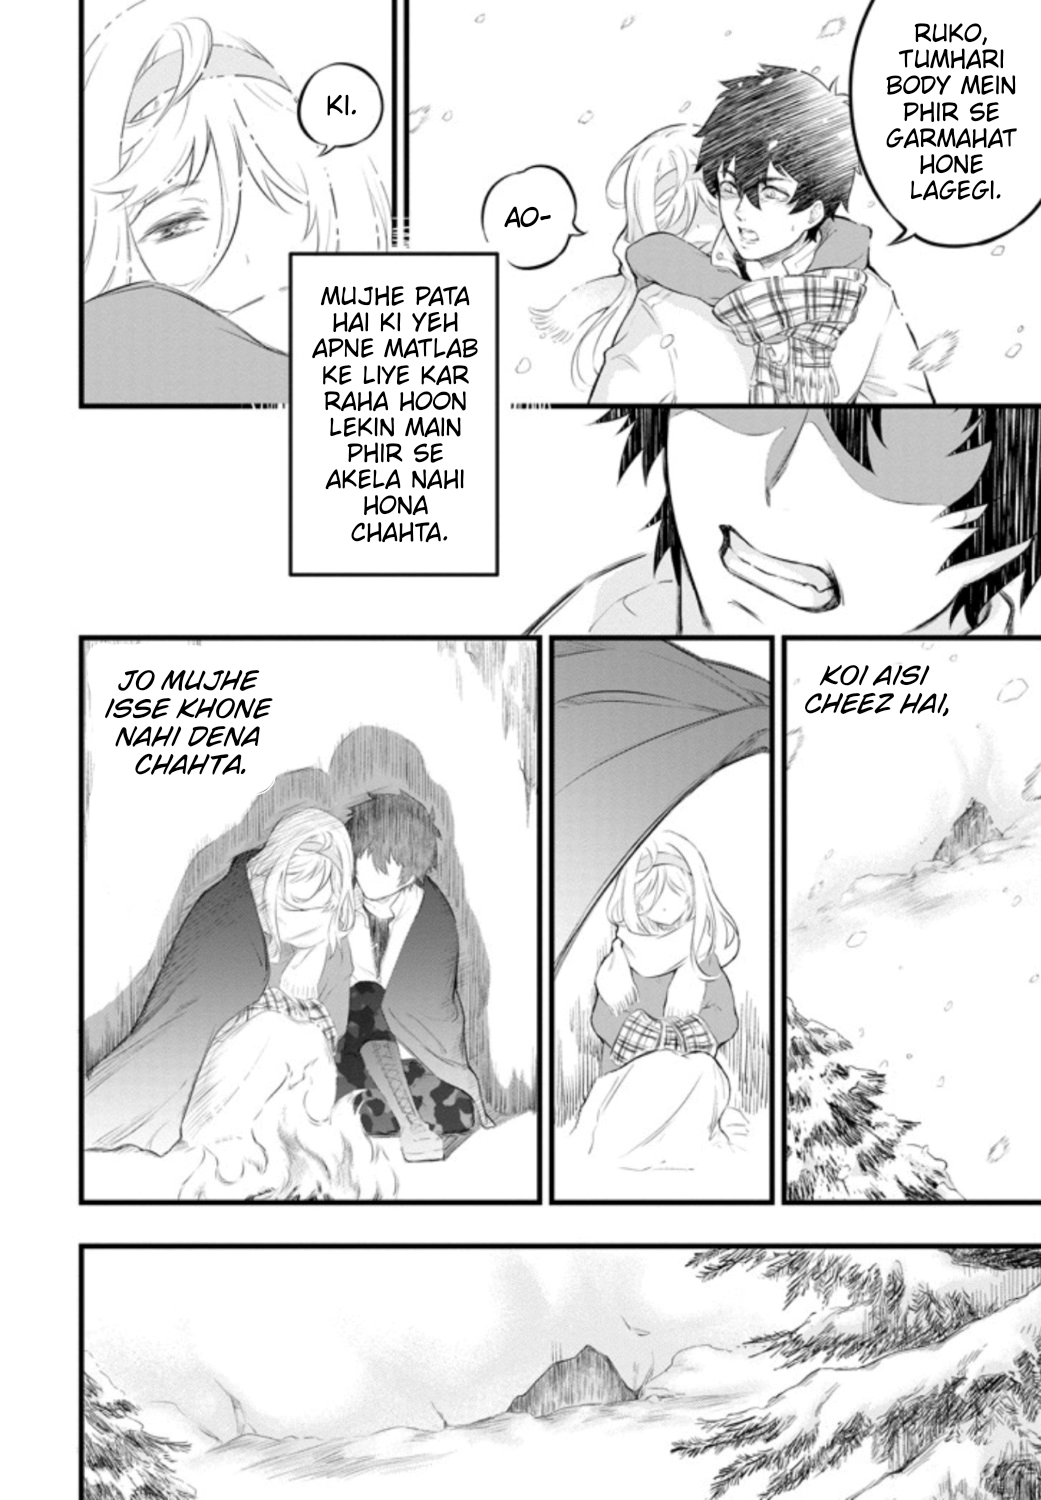 RUKO,
TUMHARI
BODY MEIN
PHIR SE
GARMAHAT
HONE
LAGEGI.
AO-
KI.
MUJHE PATA
HAI KI YEH
APNE MATLAB
KE LIYE KAR
RAHA HOON
LEKIN MAIN
PHIR SE
AKELA NAHI
HONA
CHAHTA.
KOI AISI
CHEEZ HAI,
JO MUJHE
ISSE KHONE
NAHI DENA
CHAHTA.